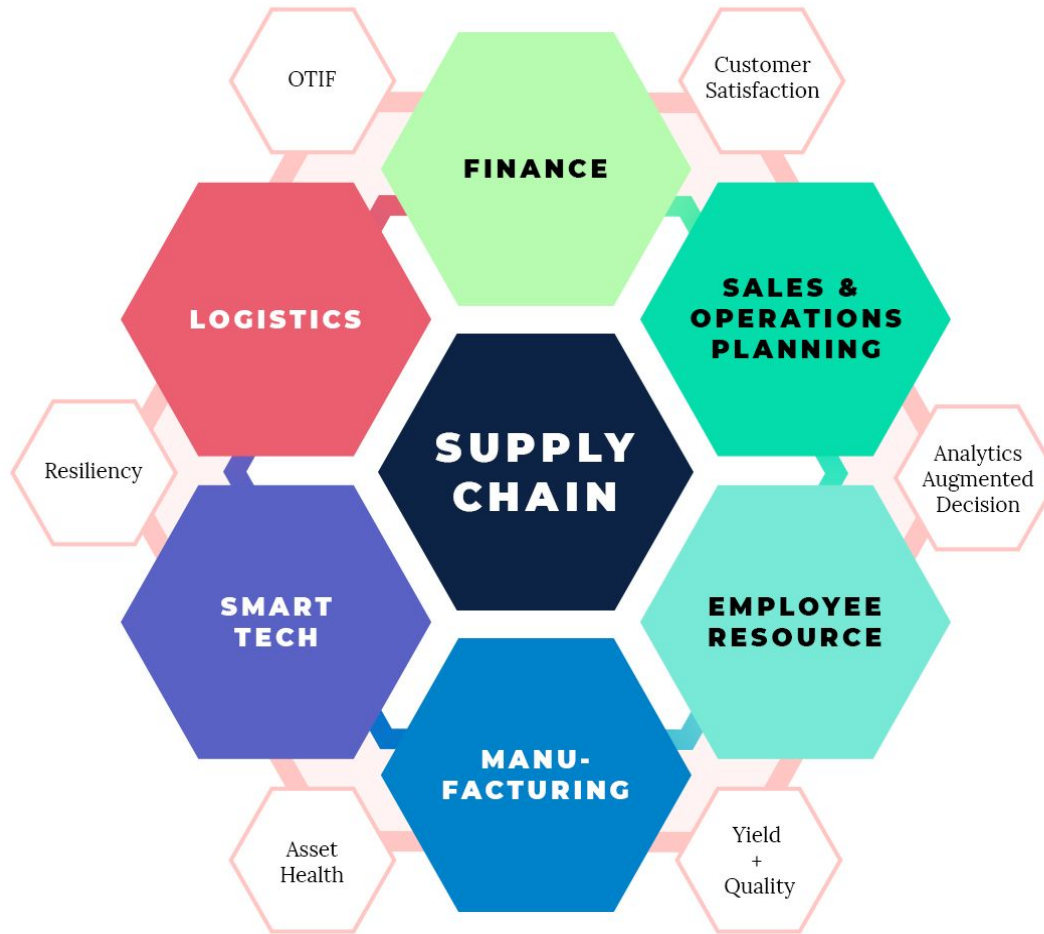 OTIF
Customer
Satisfaction
FINANCE
LOGISTICS
SALES &
OPERATIONS
PLANNING
SUPPLY
CHAIN
Resiliency
Analytics
Augmented
Decision
SMART
TECH
EMPLOYEE
RESOURCE
MANU-
FACTURING
Asset
Health
Yield
+
Quality